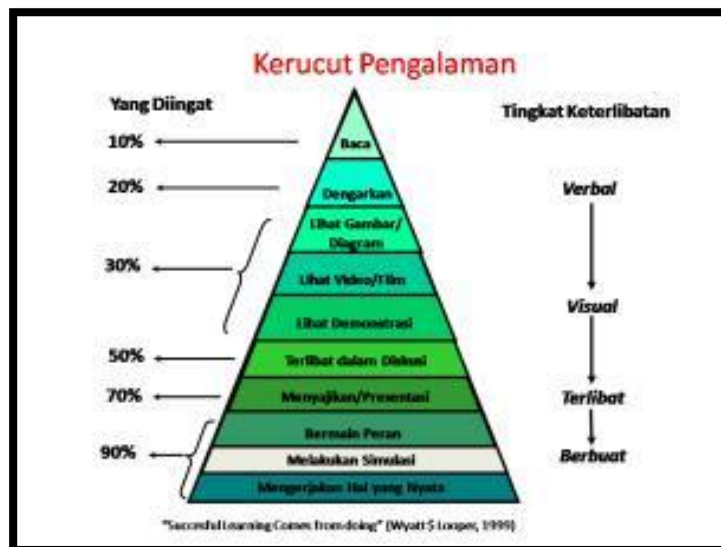 Kerucut Pengalaman
Yang Diingat
Tingkat Keterlibatan
10%
Baca
20%
Dengarkan
Verbal
Lihat Gambar/
Diagram
30%
Lihat Video/Film
Visual
Lihat Demonstrasi
50%
Terlibat dalam Diskusi
70%
Menyajikan/Presentasi
Terlibat
Bermain Peran
90%
Melakukan Simulasi
Berbuat
Mengerjakan Hal yang Nyata
"Succesful Learning Comes from doing" (Wyatt $ Looper, 1999)